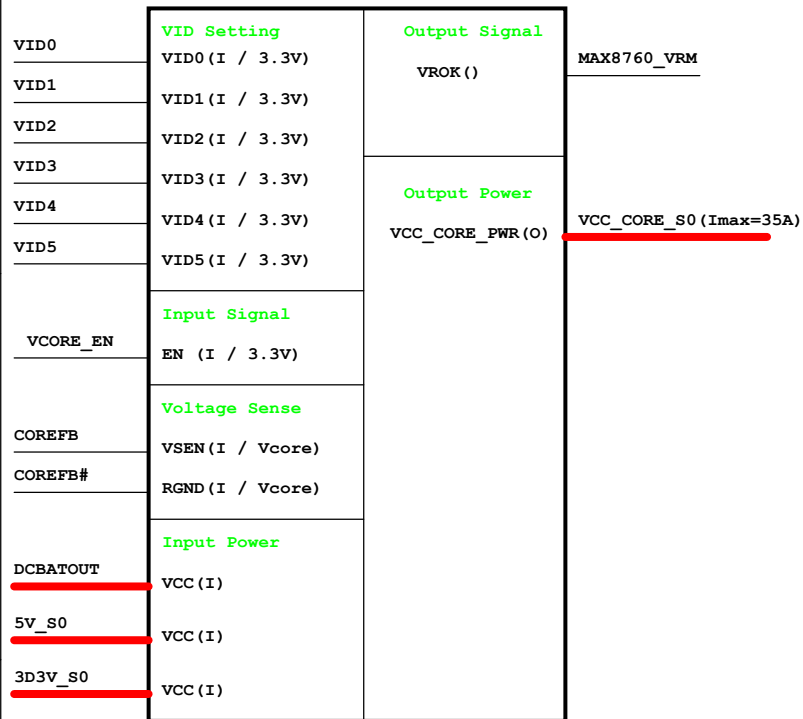 VID Setting
Output Signal
VID0
VID0(I / 3.3V)
VROK()
MAX8760_VRM
VID1
VID1(I / 3.3V)
VID2
VID2(I / 3.3V)
VID3
VID3(I / 3.3V)
Output Power
VID4
VID4(I / 3.3V)
VCC_CORE_PWR(O)
VCC_CORE_S0(Imax=35A)
VID5
VID5(I / 3.3V)
Input Signal
VCORE_EN
EN (I / 3.3V)
Voltage Sense
COREFB
VSEN(I / Vcore)
COREFB#
RGND(I / Vcore)
Input Power
DCBATOUT
VCC(I)
5V_S0
VCC(I)
3D3V_S0
VCC(I)